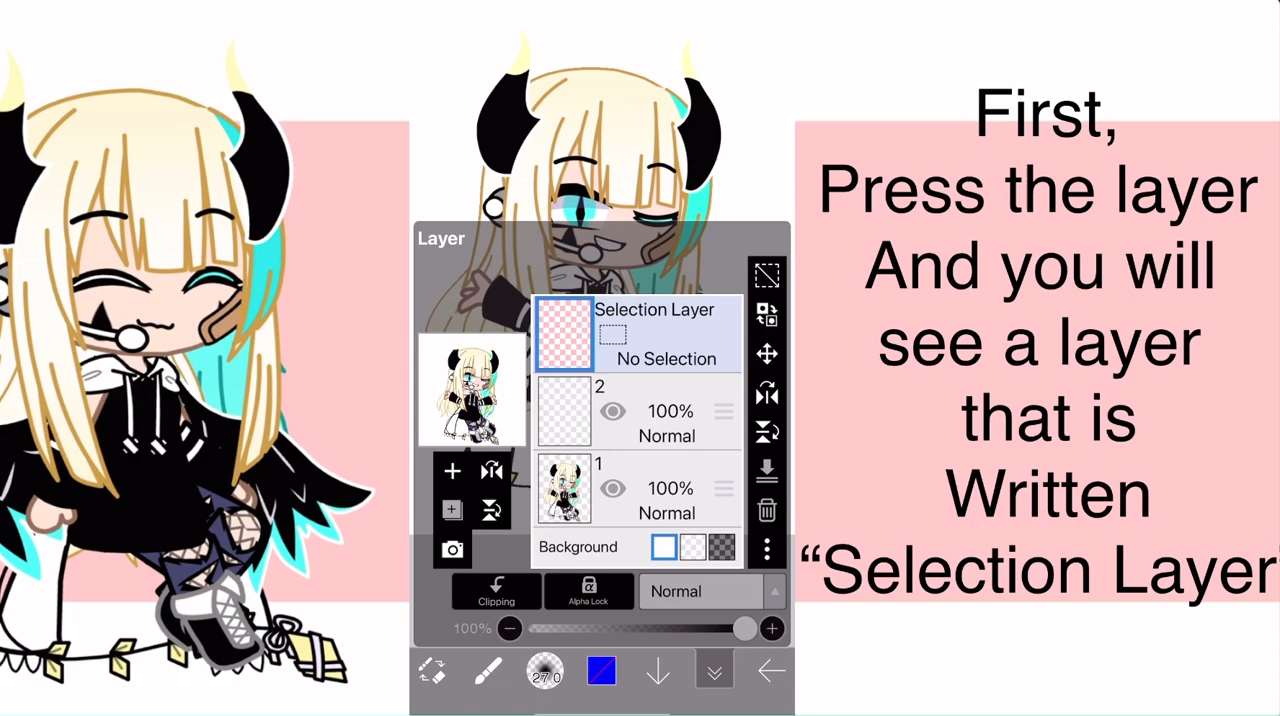 First,
Press the layer
And you will
see a layer
that is
Written
“Selection Layer"
Layer
Selection Layer
No Selection
2
100%
Normal
1
100%
Normal
Background
Clipping
Alpha Lock
Normal
100%
27.0